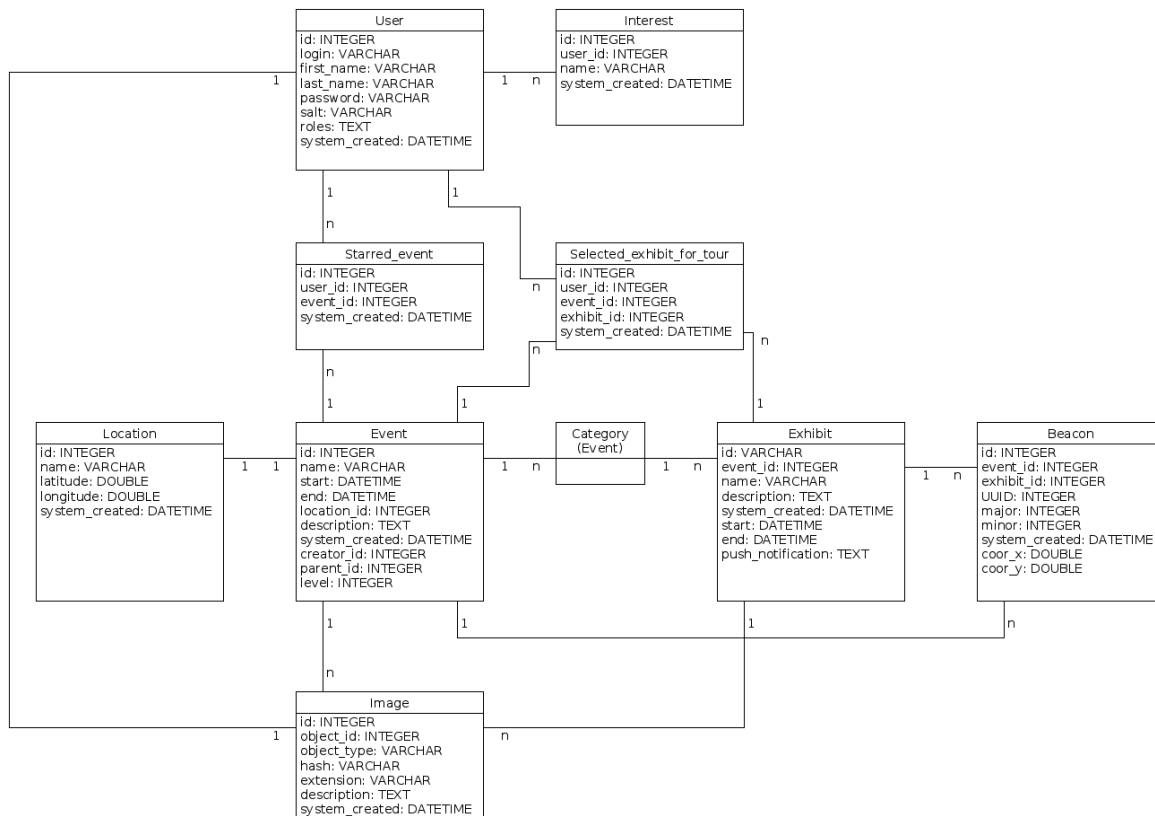 User
id: INTEGER
login: VARCHAR
first_name: VARCHAR
last_name: VARCHAR
password: VARCHAR
salt: VARCHAR
roles: TEXT
system_created: DATETIME
Interest
id: INTEGER
user_id: INTEGER
name: VARCHAR
system_created: DATETIME
1
1
n
1
n
1
n
Starred_event
id: INTEGER
user_id: INTEGER
event_id: INTEGER
system_created: DATETIME
Selected_exhibit_for_tour
id: INTEGER
user_id: INTEGER
event_id: INTEGER
exhibit_id: INTEGER
system_created: DATETIME
n
1
n
1
n
1
Location
id: INTEGER
name: VARCHAR
latitude: DOUBLE
longitude: DOUBLE
system_created: DATETIME
1
1
Event
id: INTEGER
name: VARCHAR
start: DATETIME
end: DATETIME
location_id: INTEGER
description: TEXT
system_created: DATETIME
creator_id: INTEGER
parent_id: INTEGER
level: INTEGER
1
n
Category
(Event)
1
n
Exhibit
id: VARCHAR
event_id: INTEGER
name: VARCHAR
description: TEXT
system_created: DATETIME
start: DATETIME
end: DATETIME
push_notification: TEXT
1
n
Beacon
id: INTEGER
event_id: INTEGER
exhibit_id: INTEGER
UUID: INTEGER
major: INTEGER
minor: INTEGER
system_created: DATETIME
coor_x: DOUBLE
coor_y: DOUBLE
1
1
1
n
n
Image
id: INTEGER
object_id: INTEGER
object_type: VARCHAR
hash: VARCHAR
extension: VARCHAR
description: TEXT
system_created: DATETIME
1
n